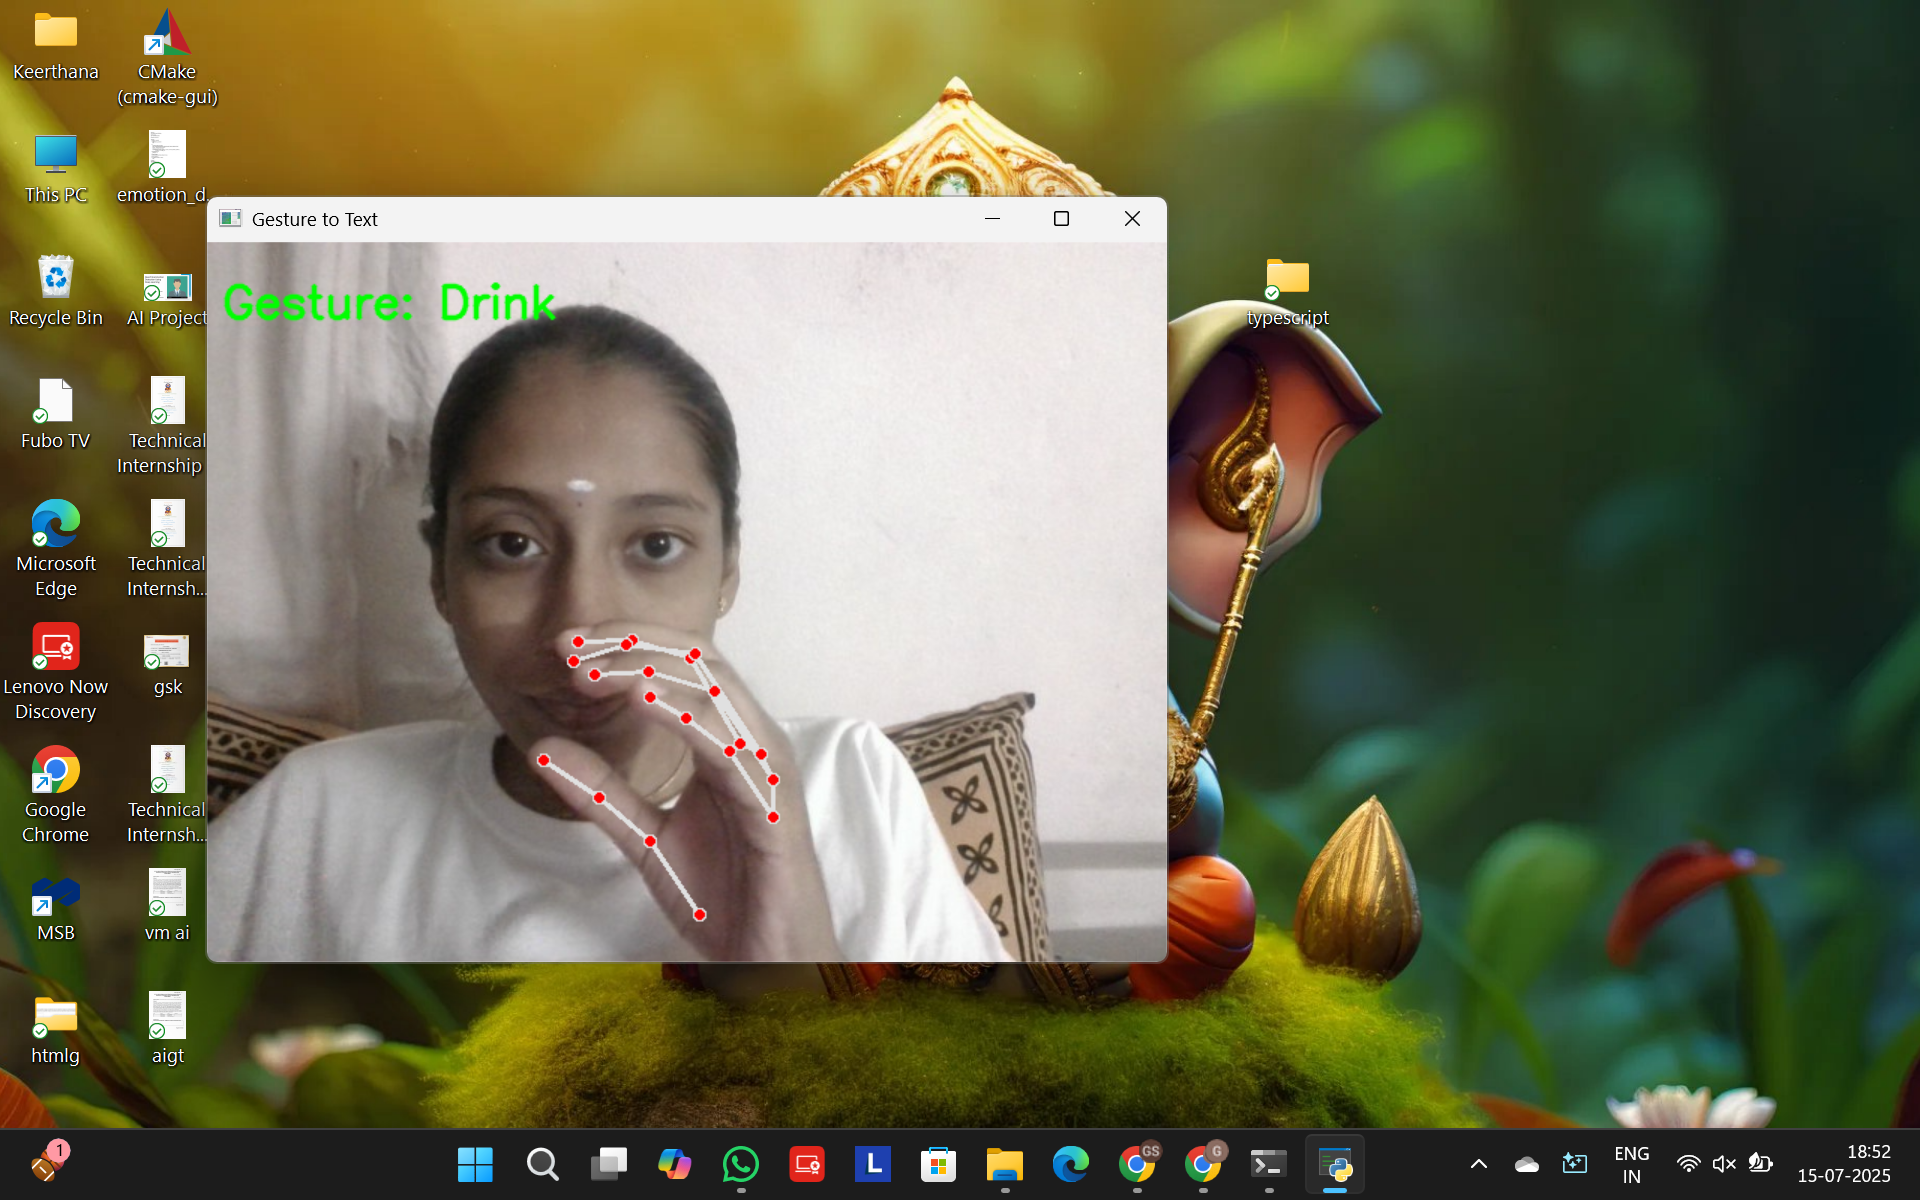 Keerthana
CMake
(cmake-gui)
This PC
emotion_d...
Recycle Bin
AI Project
Fubo TV
Technical
Internship
Microsoft
Edge
Technical
Internsh...
Lenovo Now
Discovery
gsk
Google
Chrome
Technical
Internsh...
MSB
vm ai
htmlg
aigt
Gesture to Text
Gesture: Drink
typescript
1
L
GS
G
ENG
IN
18:52
15-07-2025